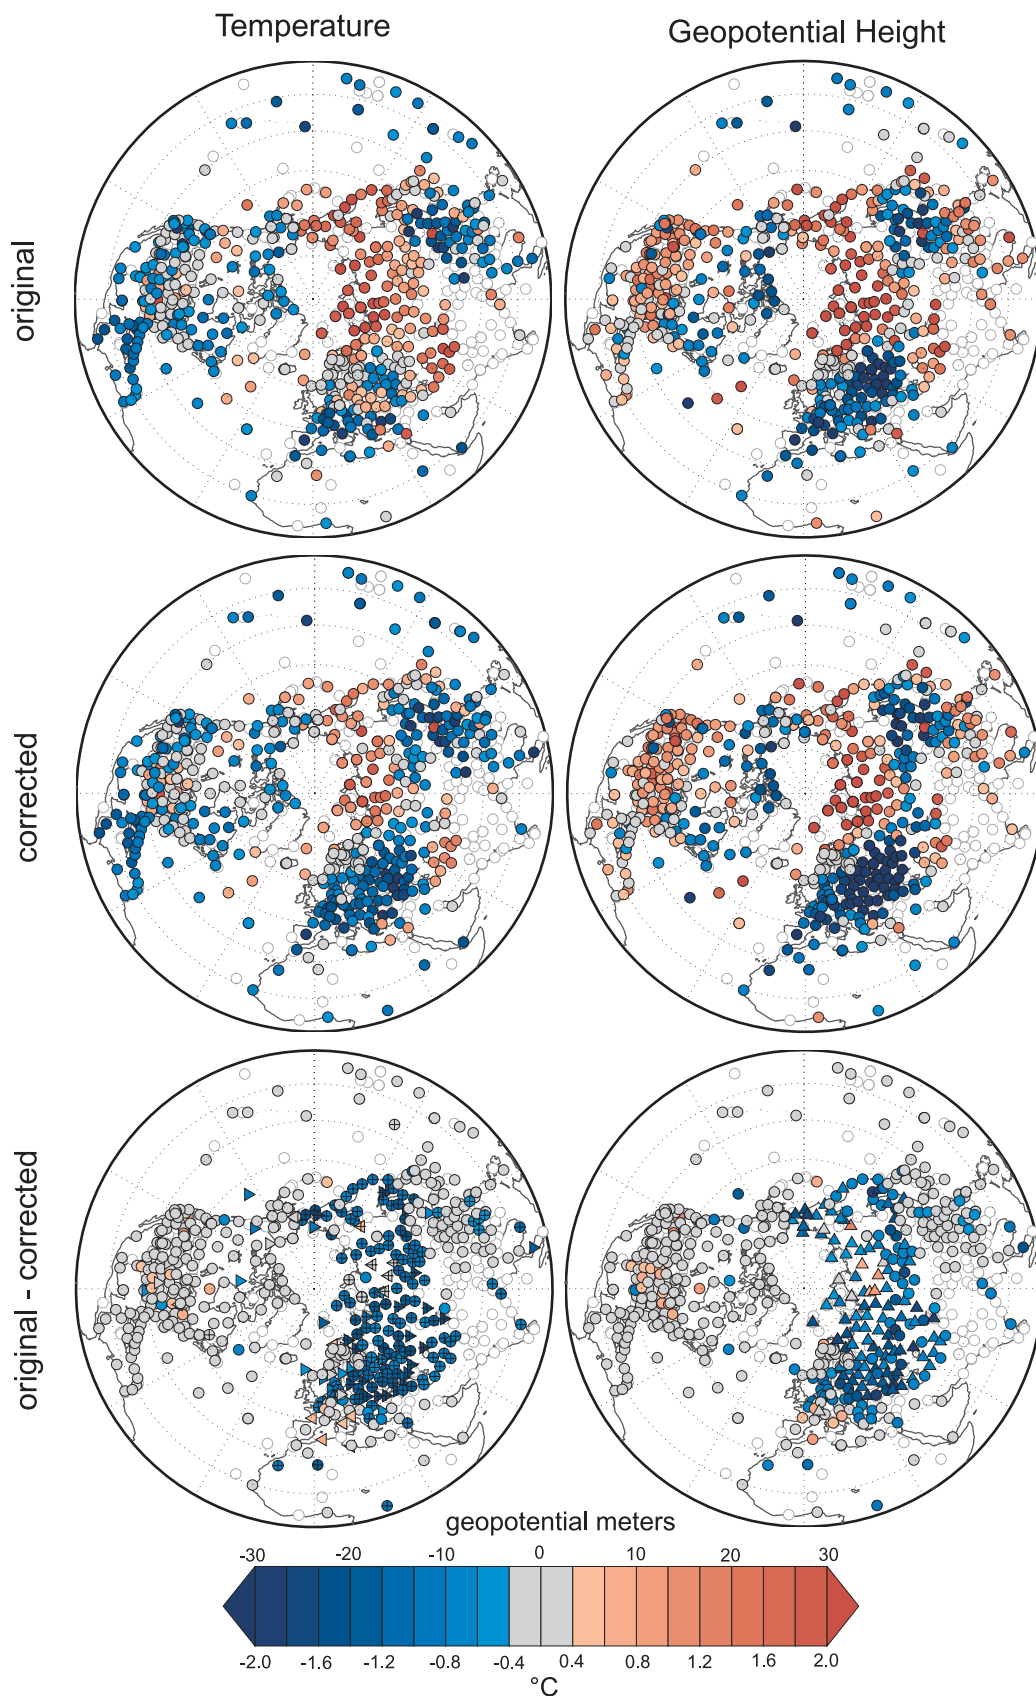 Temperature
Geopotential Height
original
corrected
original - corrected
geopotential meters
-30 -20 -10 0 10 20 30
-2.0 -1.6 -1.2 -0.8 -0.4 0.4 0.8 1.2 1.6 2.0
°C